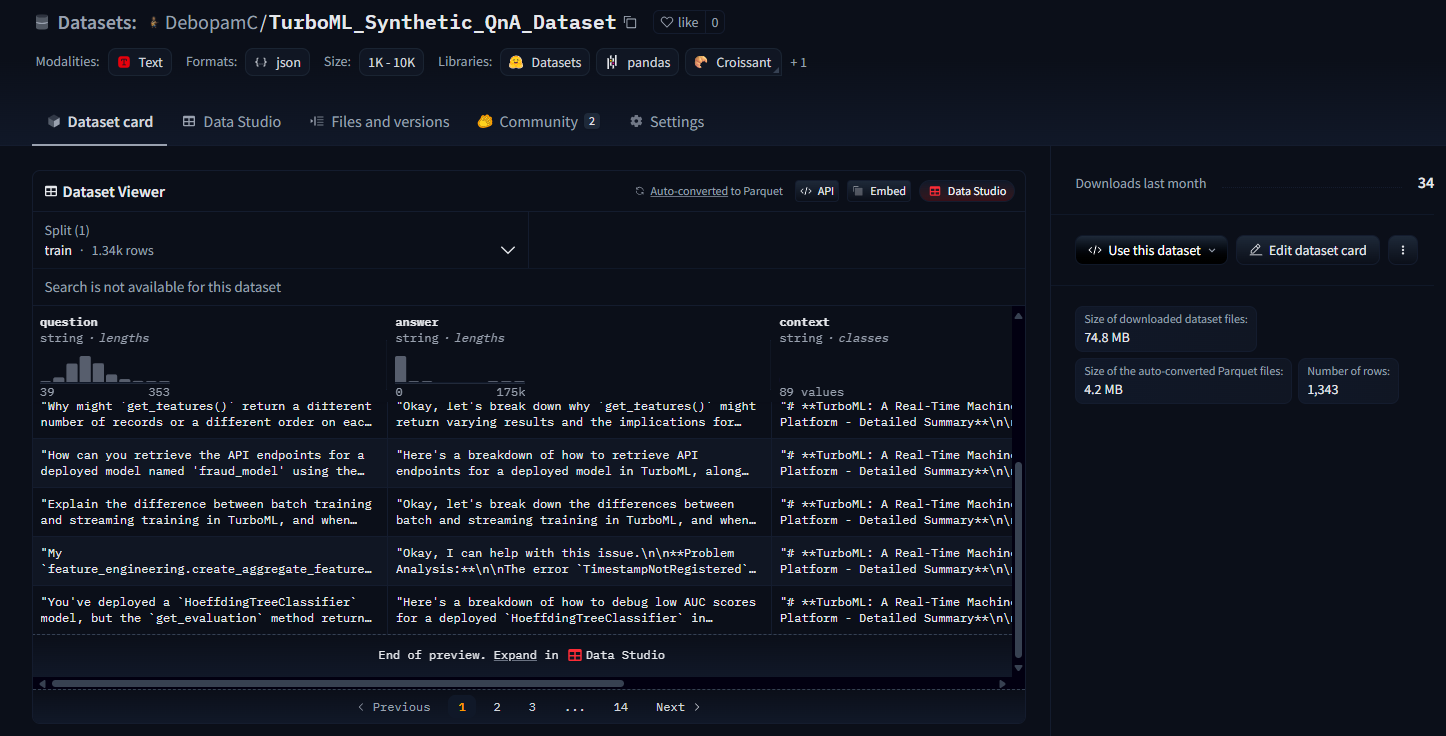 Datasets: DebopamC/TurboML_Synthetic_QnA_Dataset like 0
Modalities: Text Formats: json Size: 1K - 10K Libraries: Datasets pandas Croissant + 1
Dataset card Data Studio Files and versions Community 2 Settings
Dataset Viewer
Auto-converted to Parquet API Embed Data Studio
Split (1)
train · 1.34k rows
Search is not available for this dataset
question answer context
string · lengths string · lengths string · classes
39 353 0 175k 89 values
"Why might `get_features()` return a different
number of records or a different order on each…
"Okay, let's break down why `get_features()` might
return varying results and the implications for…
"# **TurboML: A Real-Time Machin
Platform - Detailed Summary**\n\n
"How can you retrieve the API endpoints for a
deployed model named 'fraud_model' using the…
"Here's a breakdown of how to retrieve API
endpoints for a deployed model in TurboML, along…
"# **TurboML: A Real-Time Machin
Platform - Detailed Summary**\n\n
"Explain the difference between batch training
and streaming training in TurboML, and when…
"Okay, let's break down the differences between
batch and streaming training in TurboML, and when…
"# **TurboML: A Real-Time Machin
Platform - Detailed Summary**\n\n
"My
`feature_engineering.create_aggregate_feature…
"Okay, I can help with this issue.\n\n**Problem
Analysis:**\n\nThe error `TimestampNotRegistered`…
"# **TurboML: A Real-Time Machin
Platform - Detailed Summary**\n\n
"You've deployed a `HoeffdingTreeClassifier`
model, but the `get_evaluation` method return…
"Here's a breakdown of how to debug low AUC scores
for a deployed `HoeffdingTreeClassifier` in…
"# **TurboML: A Real-Time Machin
Platform - Detailed Summary**\n\n
End of preview. Expand in Data Studio
Previous 1 2 3 ... 14 Next
Downloads last month 34
Use this dataset Edit dataset card
Size of downloaded dataset files:
74.8 MB
Size of the auto-converted Parquet files:
4.2 MB
Number of rows:
1,343